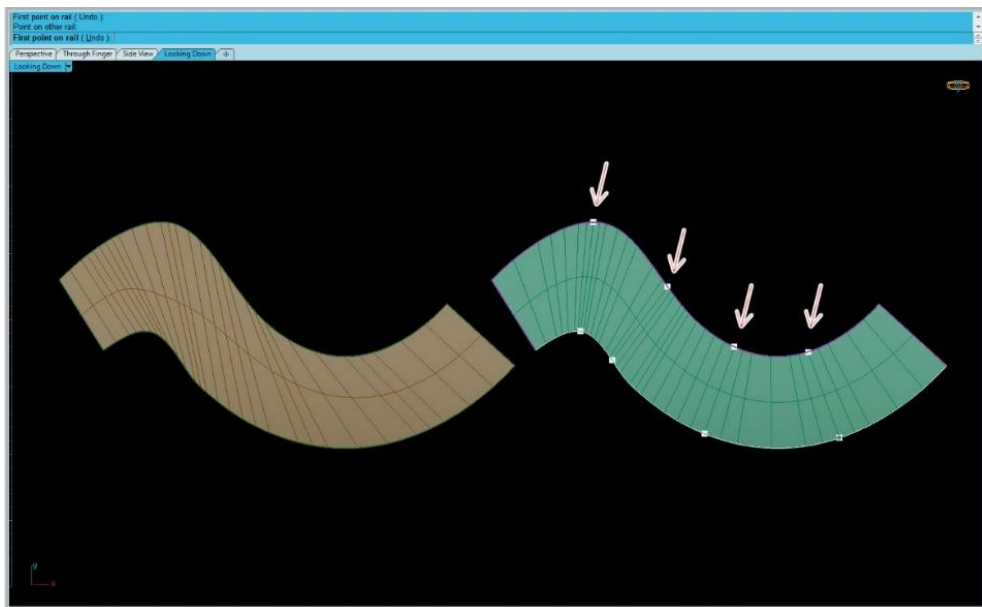 First point on rail ( Undo ):
Point on other rail:
First point on rail ( Undo ):
Perspective Through Finger Side View Looking Down
Looking Down
y
x